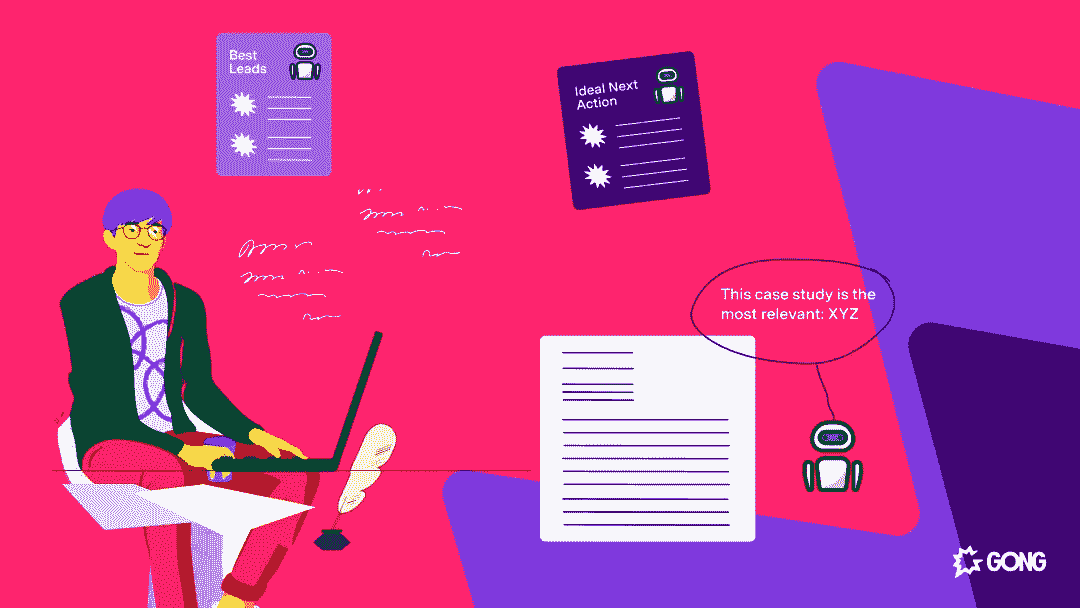 Best
Leads
Ideal Next
Action
This case study is the
most relevant: XYZ
GONG